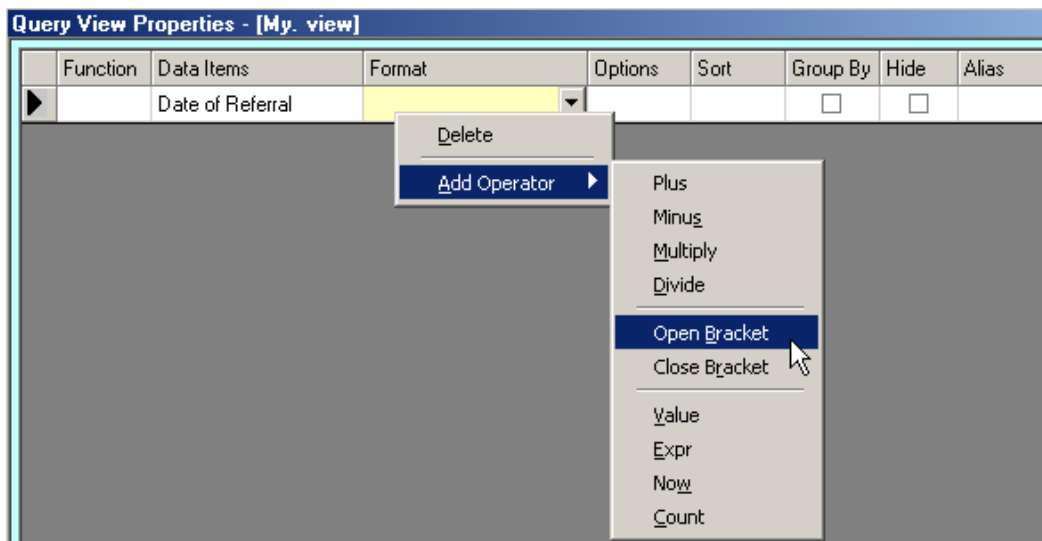 Query View Properties - [My. view]
Function Data Items Format Options Sort Group By Hide Alias
Date of Referral
Delete
Add Operator
Plus
Minus
Multiply
Divide
Open Bracket
Close Bracket
Value
Expr
Now
Count